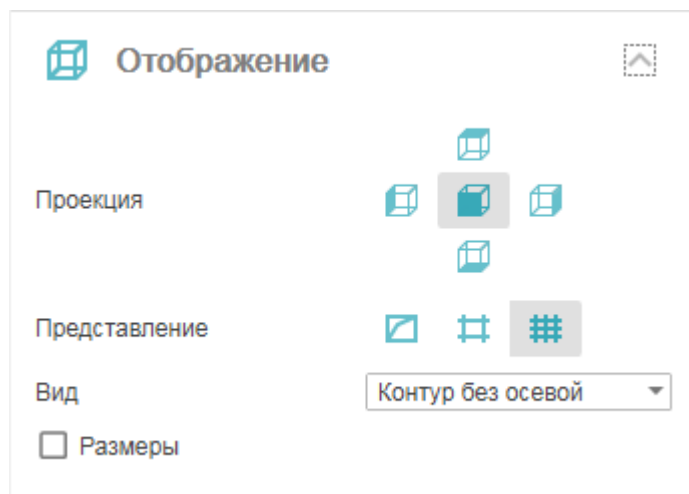 Отображение
Проекция
Представление
Вид
Контур без осевой
Размеры